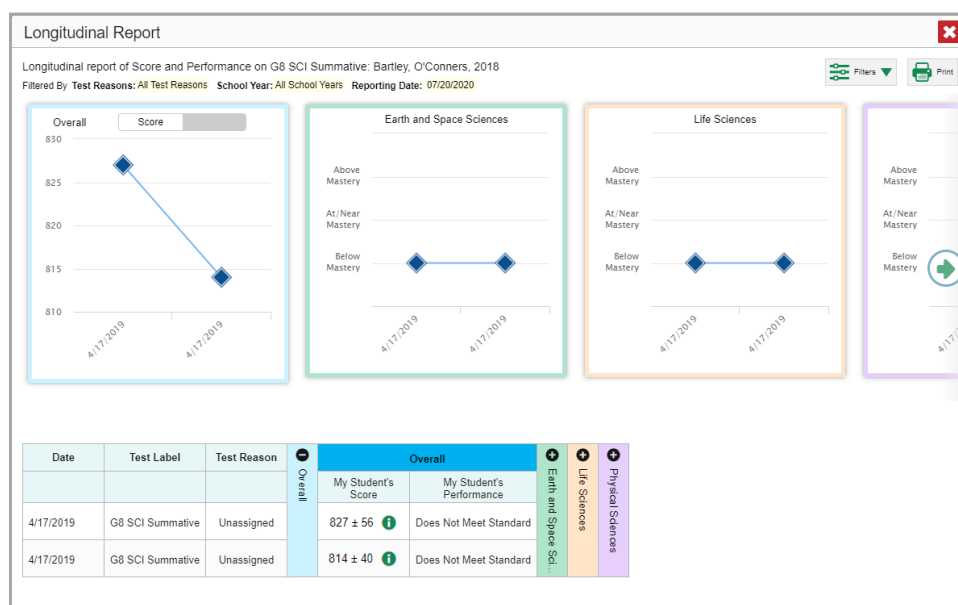 Longitudinal Report
Longitudinal report of Score and Performance on G8 SCI Summative: Bartley, O'Conners, 2018
Filtered By Test Reasons: All Test Reasons School Year: All School Years Reporting Date: 07/20/2020
Filters
Print
Overall
Score
830
825
820
815
810
4/17/2019
4/17/2019
Earth and Space Sciences
Above
Mastery
At/Near
Mastery
Below
Mastery
4/17/2019
4/17/2019
Life Sciences
Above
Mastery
At/Near
Mastery
Below
Mastery
4/17/2019
4/17/2019
Above
Mastery
At/Near
Mastery
Below
Mastery
Date Test Label Test Reason Overall Overall Earth and Space Sci... Life Sciences Physical Sciences
My Student's Score My Student's Performance
4/17/2019 G8 SCI Summative Unassigned 827 ± 56 Does Not Meet Standard
4/17/2019 G8 SCI Summative Unassigned 814 ± 40 Does Not Meet Standard